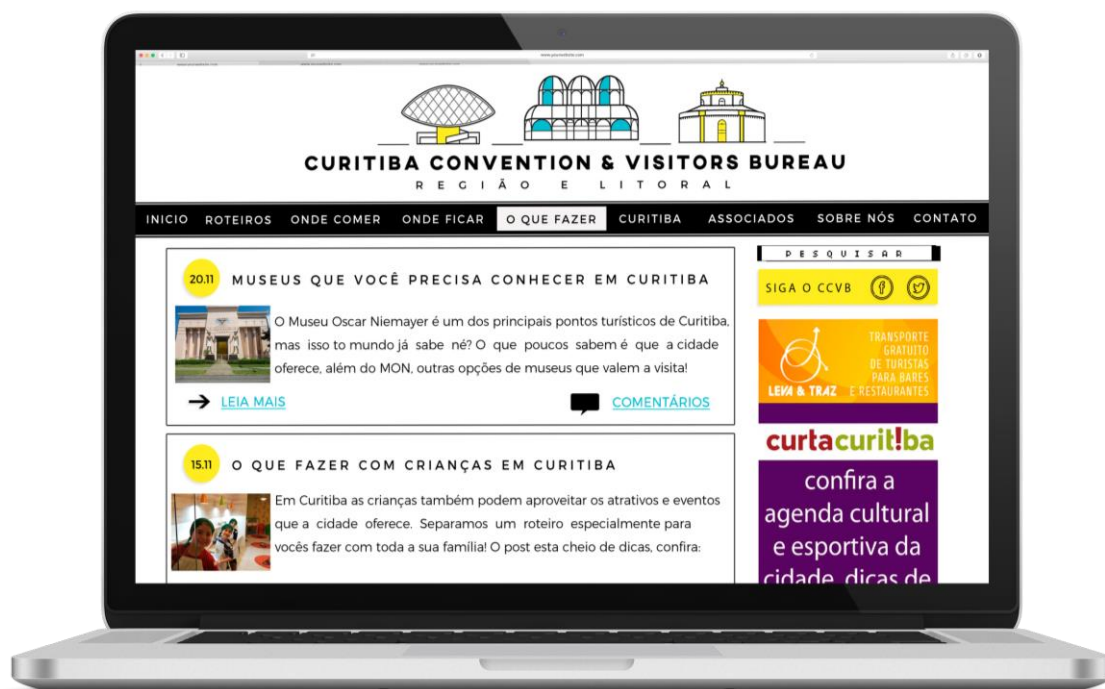 www.yourwebsite.com
CURITIBA CONVENTION & VISITORS BUREAU
REGIÃO E LITORAL
INICIO ROTEIROS ONDE COMER ONDE FICAR O QUE FAZER CURITIBA ASSOCIADOS SOBRE NÓS CONTATO
20.11 MUSEUS QUE VOCÊ PRECISA CONHECER EM CURITIBA
O Museu Oscar Niemayer é um dos principais pontos turísticos de Curitiba,
mas isso to mundo já sabe né? O que poucos sabem é que a cidade
oferece, além do MON, outras opções de museus que valem a visita!
LEIA MAIS COMENTÁRIOS
15.11 O QUE FAZER COM CRIANÇAS EM CURITIBA
Em Curitiba as crianças também podem aproveitar os atrativos e eventos
que a cidade oferece. Separamos um roteiro especialmente para
vocês fazer com toda a sua família! O post esta cheio de dicas, confira:
PESQUISAR
SIGA O CCVB
LEVA & TRAZ
TRANSPORTE
GRATUITO
DE TURISTAS
PARA BARES
E RESTAURANTES
curtacurit!ba
confira a
agenda cultural
e esportiva da
cidade, dicas de